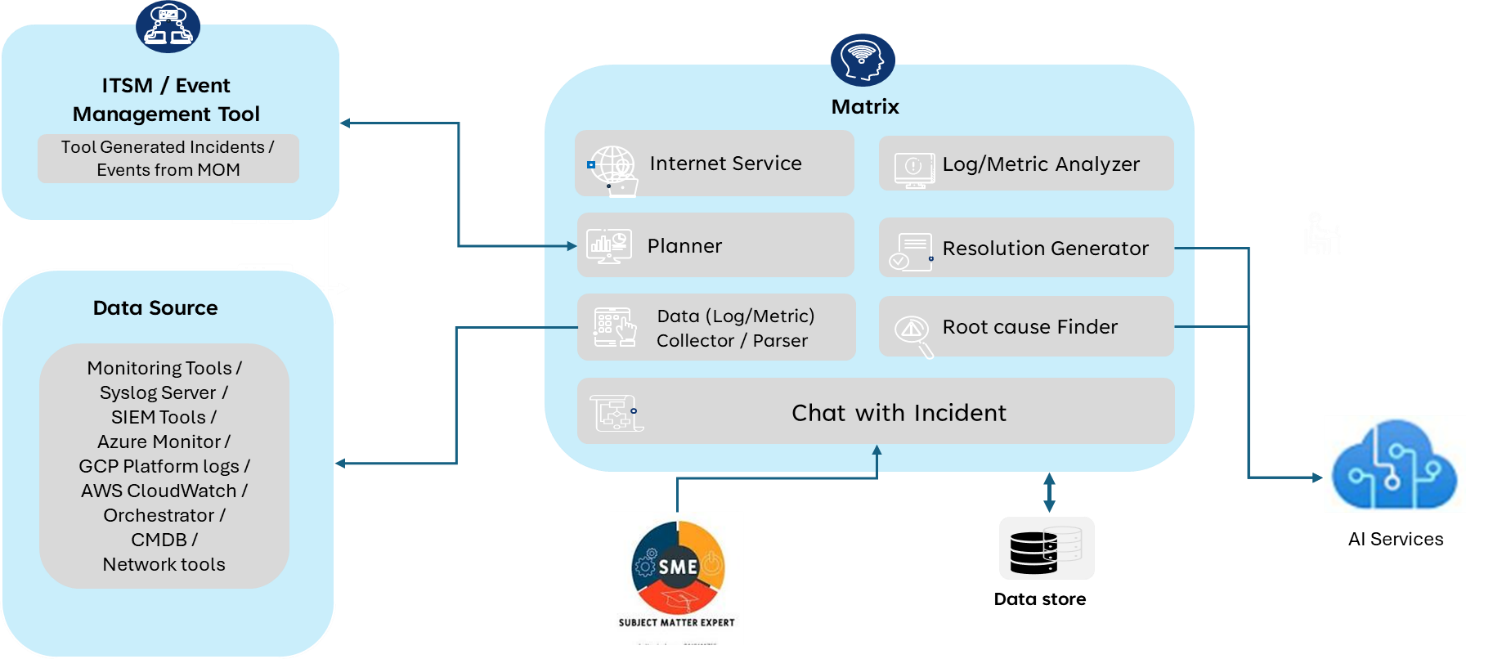 ITSM / Event
Management Tool
Tool Generated Incidents /
Events from MOM
Data Source
Monitoring Tools /
Syslog Server /
SIEM Tools /
Azure Monitor /
GCP Platform logs /
AWS CloudWatch /
Orchestrator /
CMDB /
Network tools
Matrix
Internet Service
Log/Metric Analyzer
Planner
Resolution Generator
Data (Log/Metric)
Collector / Parser
Root cause Finder
Chat with Incident
SME
SUBJECT MATTER EXPERT
Data store
AI Services